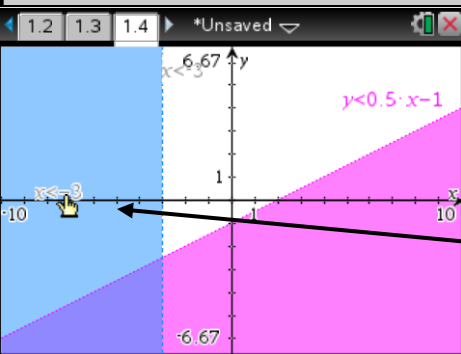 1.2 1.3 1.4 *Unsaved
6.67 y
x<-3
y<0.5·x-1
1
x<-3
x
-10 1 10
-6.67